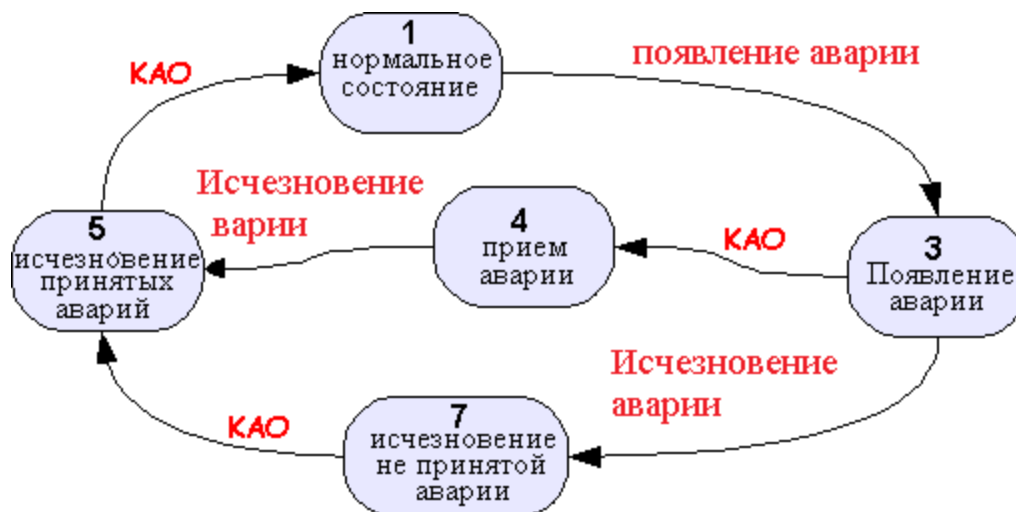 1
нормальное
состояние
КАО
появление аварии
Исчезновение
варии
5
исчезновение
принятых
аварий
4
прием
аварии
КАО
3
Появление
аварии
Исчезновение
аварии
КАО
7
исчезновение
не принятой
аварии